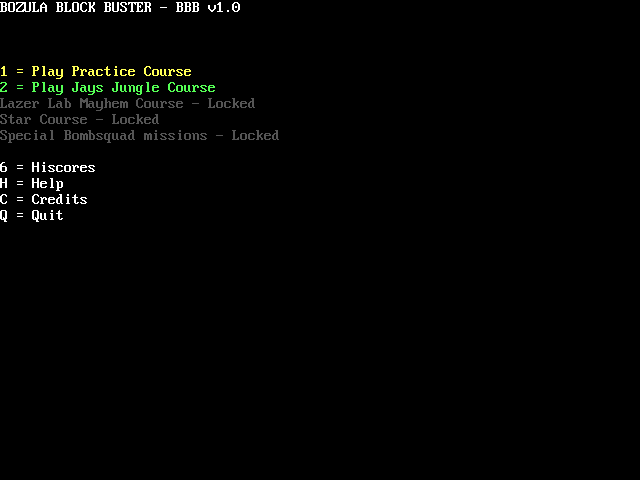 BOZULA BLOCK BUSTER - BBB v1.0
1 = Play Practice Course
2 = Play Jays Jungle Course
Lazer Lab Mayhem Course - Locked
Star Course - Locked
Special Bombsquad missions - Locked
6 = Hiscores
H = Help
C = Credits
Q = Quit